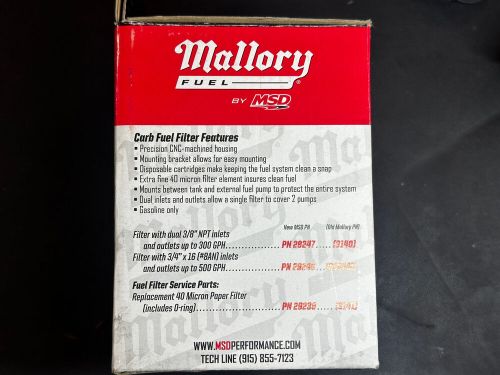 Mallory
FUEL ®
BY MSD
Carb Fuel Filter Features
• Precision CNC-machined housing
• Mounting bracket allows for easy mounting
• Disposable cartridges make keeping the fuel system clean a snap
• Extra fine 40 micron filter element insures clean fuel
• Mounts between tank and external fuel pump to protect the entire system
• Dual inlets and outlets allow a single filter to cover 2 pumps
• Gasoline only
New MSD PN (Old Mallory PN)
Filter with dual 3/8" NPT inlets
and outlets up to 300 GPH.......... PN 29247 ..... (3140)
Filter with 3/4" x 16 (#8AN) inlets
and outlets up to 500 GPH.......... PN
Fuel Filter Service Parts:
Replacement 40 Micron Paper Filter
(includes O-ring)..................... PN 29239 ..... (3141)
WWW.MSDPERFORMANCE.COM
TECH LINE (915) 855-7123